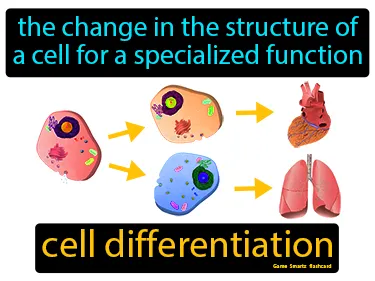 the change in the structure of
a cell for a specialized function
cell differentiation
Game Smartz flashcard